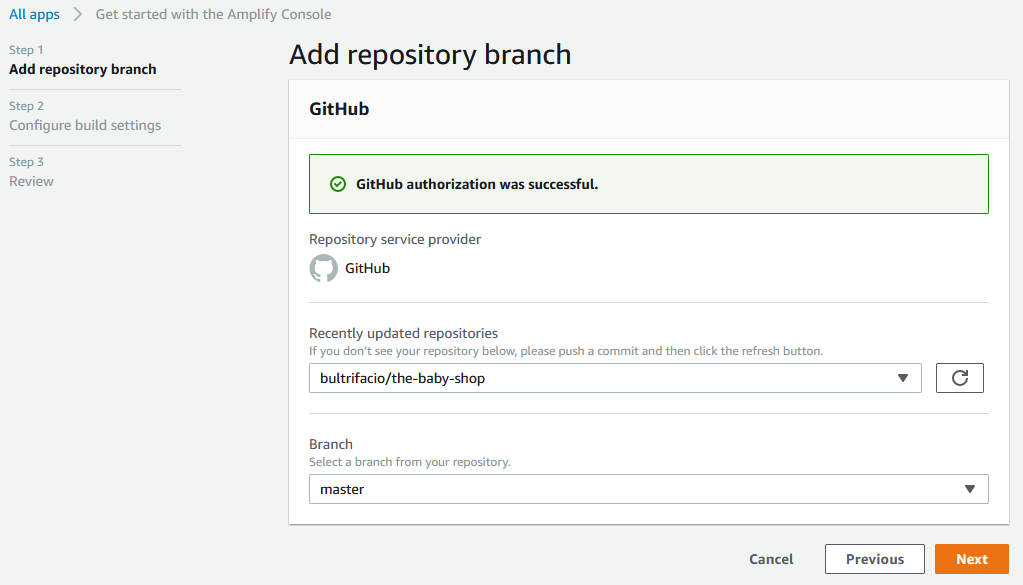 All apps > Get started with the Amplify Console
Step 1
Add repository branch
Step 2
Configure build settings
Step 3
Review
Add repository branch
GitHub
GitHub authorization was successful.
Repository service provider
GitHub
Recently updated repositories
If you don't see your repository below, please push a commit and then click the refresh button.
bultrifacio/the-baby-shop
Branch
Select a branch from your repository.
master
Cancel Previous Next